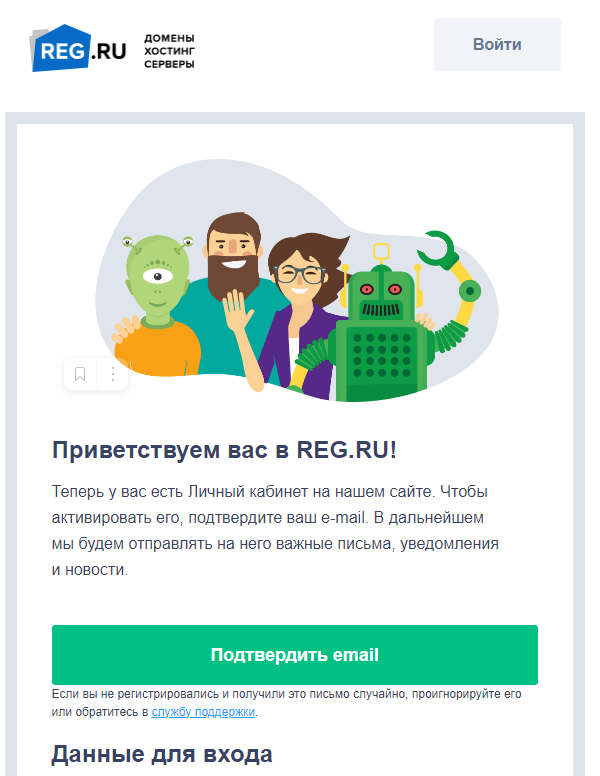 REG.RU
ДОМЕНЫ
ХОСТИНГ
СЕРВЕРЫ
Войти
Приветствуем вас в REG.RU!
Теперь у вас есть Личный кабинет на нашем сайте. Чтобы
активировать его, подтвердите ваш e-mail. В дальнейшем
мы будем отправлять на него важные письма, уведомления
и новости.
Подтвердить email
Если вы не регистрировались и получили это письмо случайно, проигнорируйте его
или обратитесь в службу поддержки.
Данные для входа